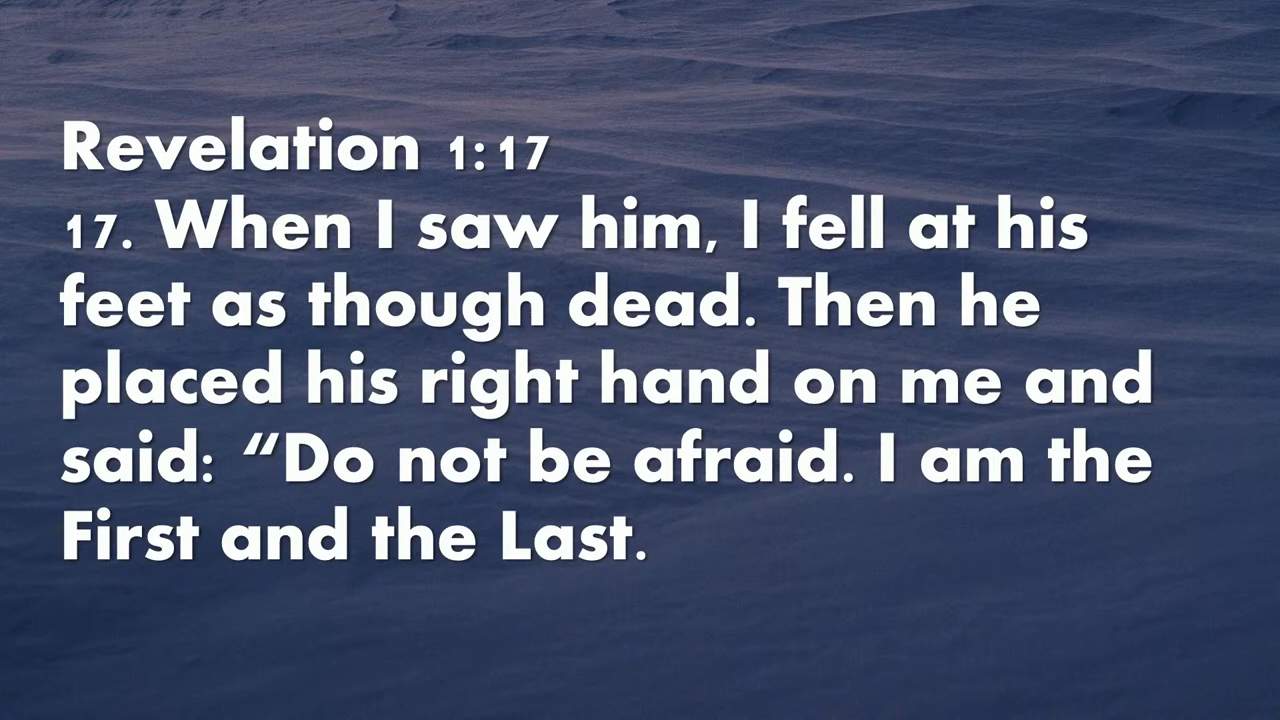 Revelation 1:17
17. When I saw him, I fell at his
feet as though dead. Then he
placed his right hand on me and
said: “Do not be afraid. I am the
First and the Last.